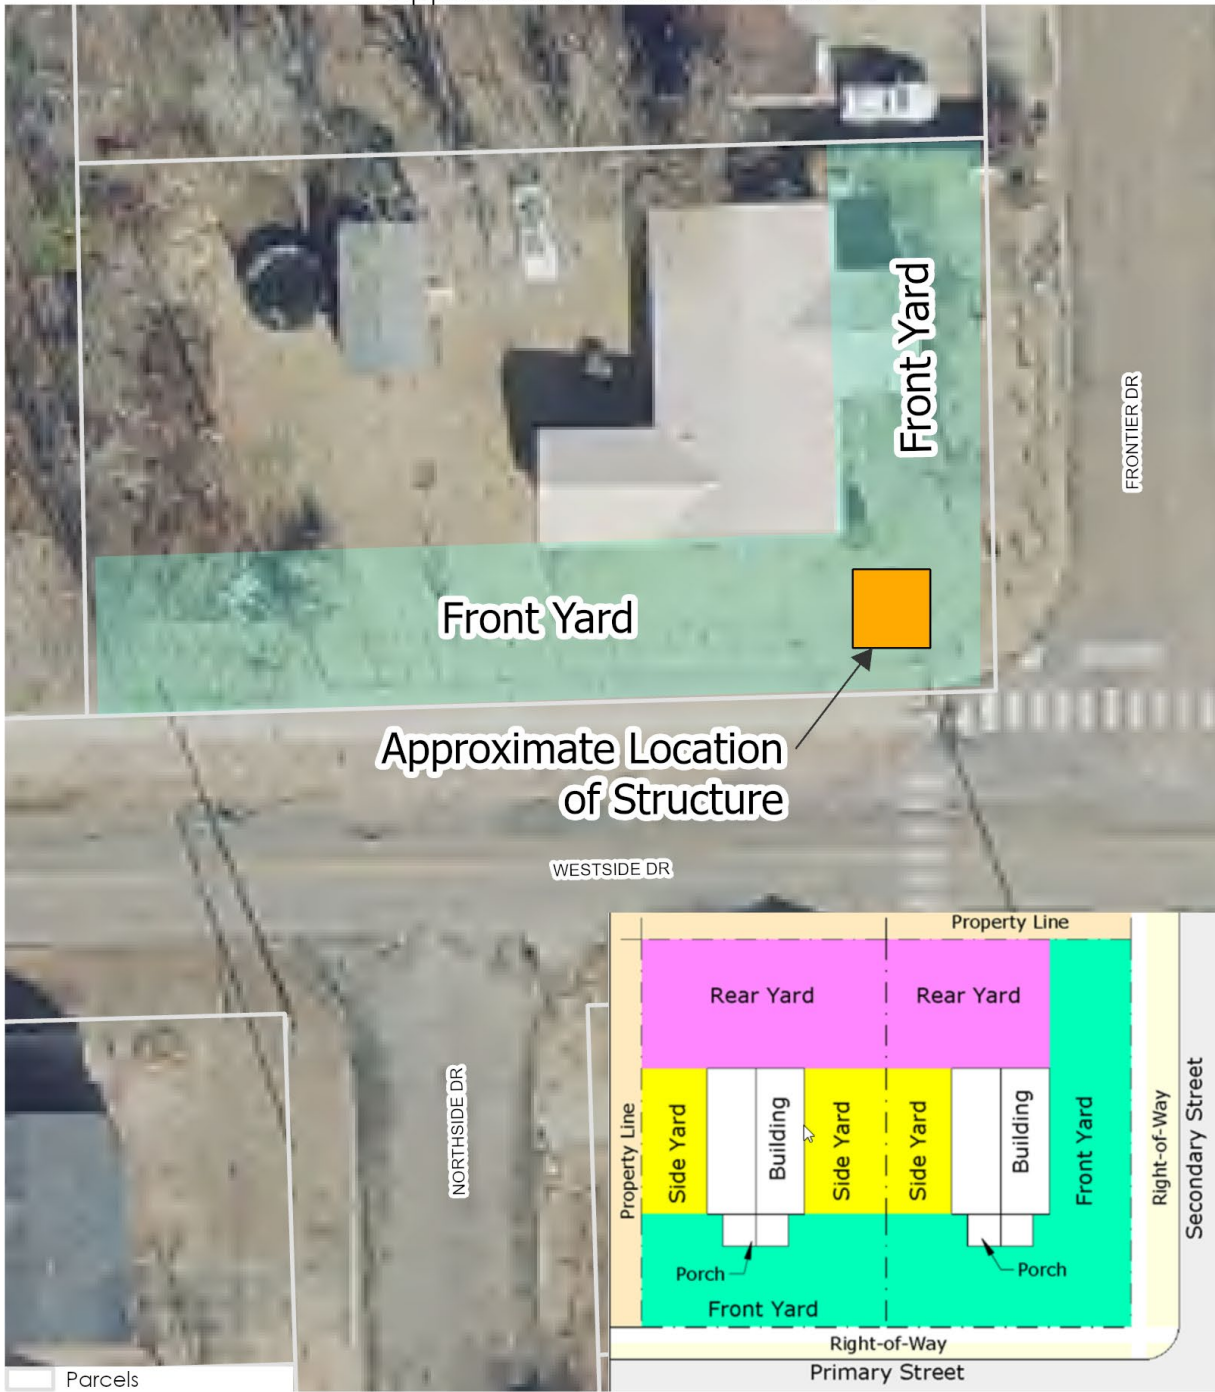 Front Yard
FRONTIER DR
Front Yard
Approximate Location
of Structure
WESTSIDE DR
NORTHSIDE DR
Parcels
Property Line
Rear Yard
Rear Yard
Property Line
Side Yard
Building
Side Yard
Side Yard
Building
Front Yard
Right-of-Way
Secondary Street
Porch
Porch
Front Yard
Right-of-Way
Primary Street